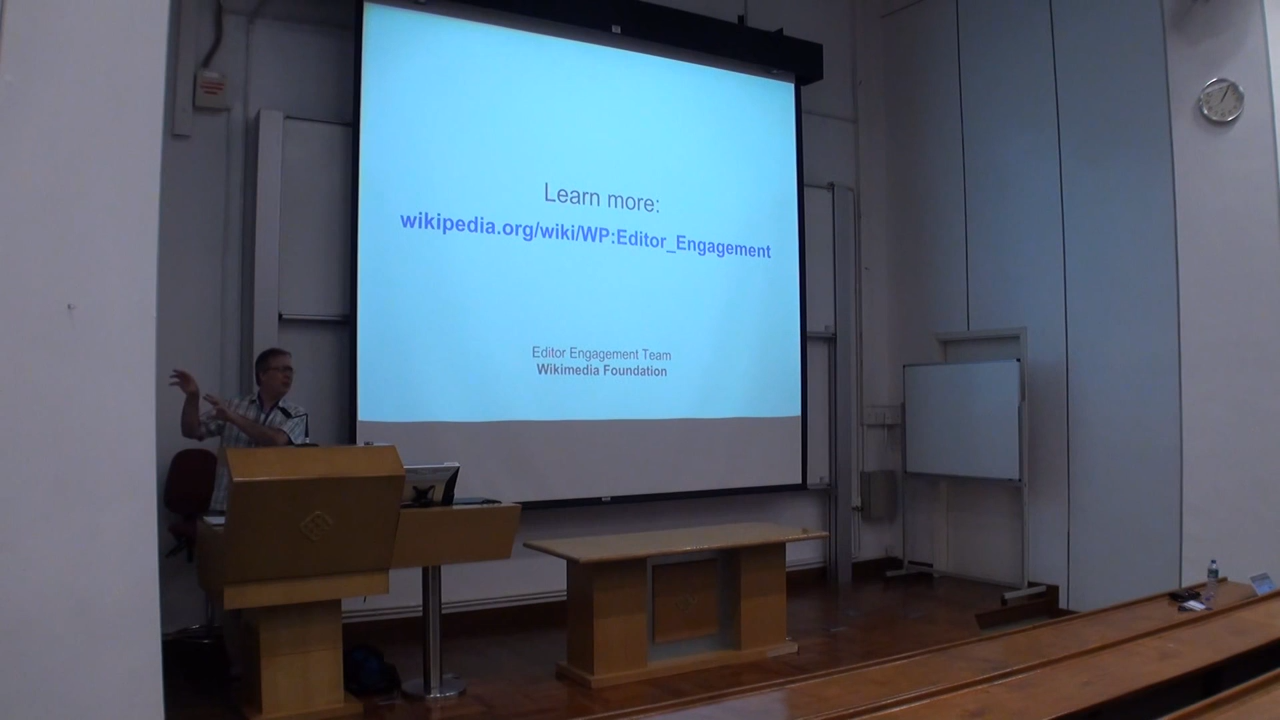 Learn more:
wikipedia.org/wiki/WP:Editor_Engagement
Editor Engagement Team
Wikimedia Foundation